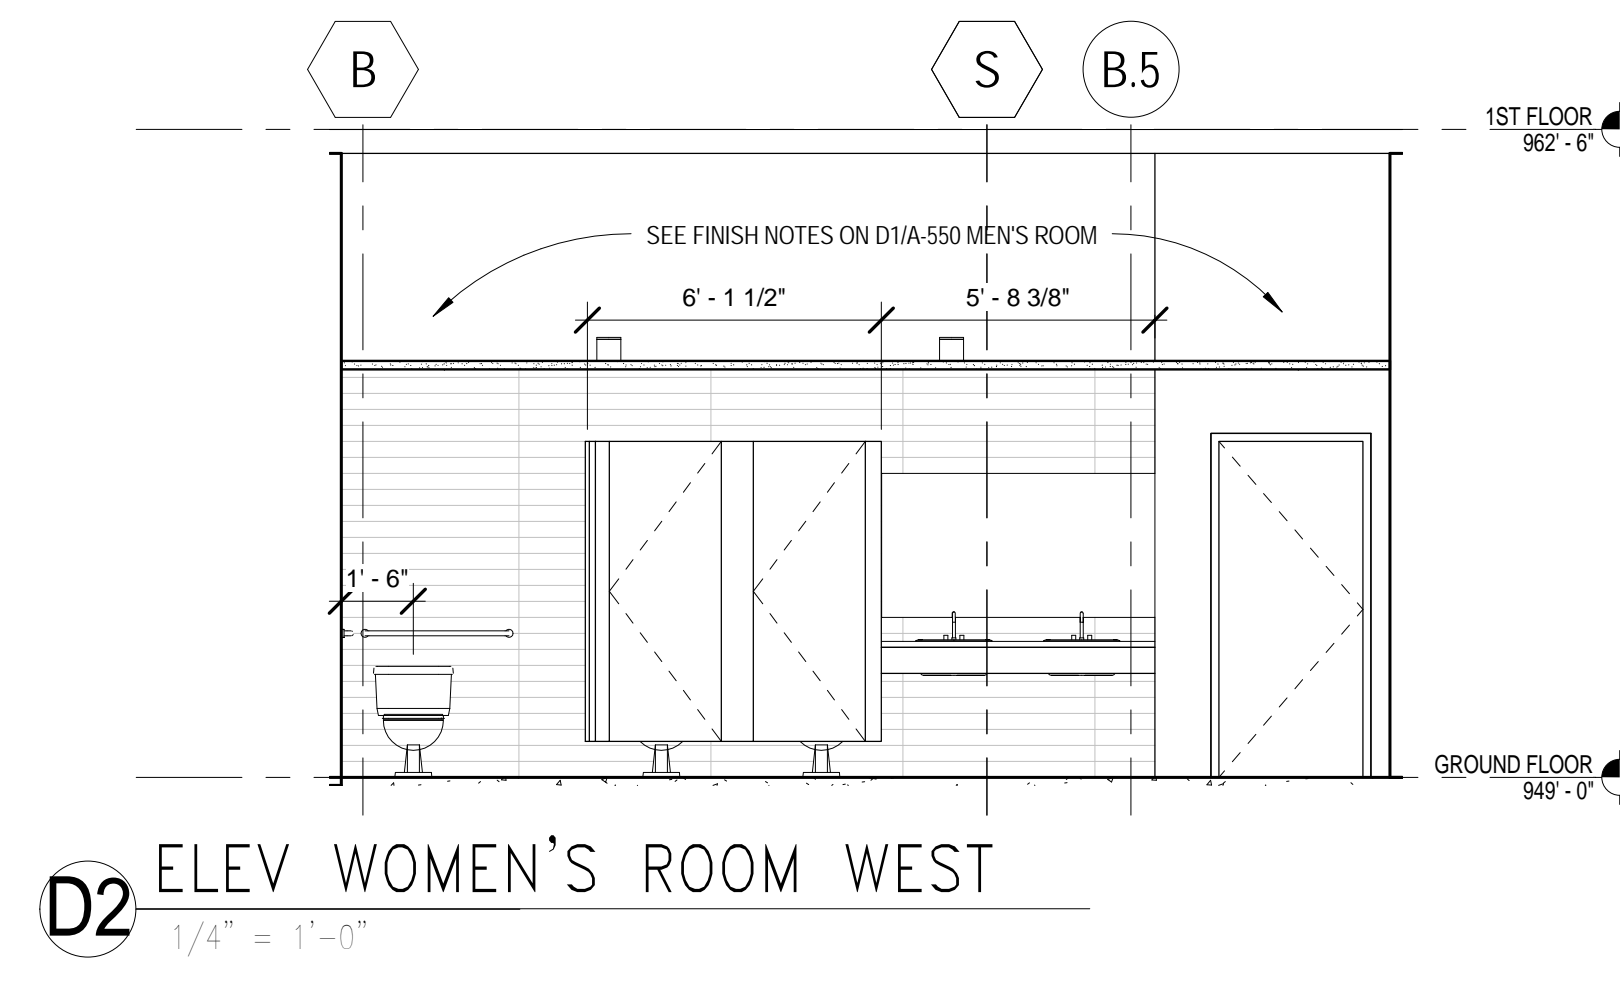 B
S
B.5
1ST FLOOR
962' - 6"
SEE FINISH NOTES ON D1/A-550 MEN'S ROOM
6' - 1 1/2"
5' - 8 3/8"
1' - 6"
GROUND FLOOR
949' - 0"
D2
ELEV WOMEN'S ROOM WEST
1/4" = 1'-0"